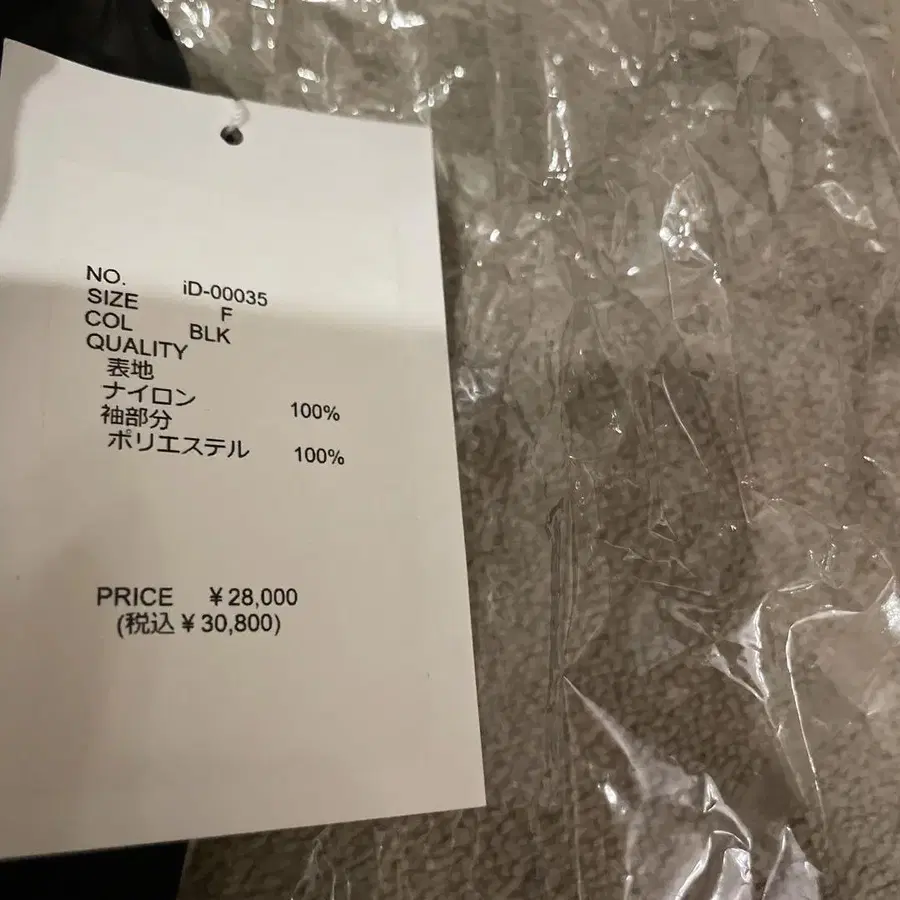 NO. iD-00035
SIZE F
COL BLK
QUALITY
表地
ナイロン 100%
袖部分
ポリエステル 100%
PRICE ¥28,000
(税込¥30,800)